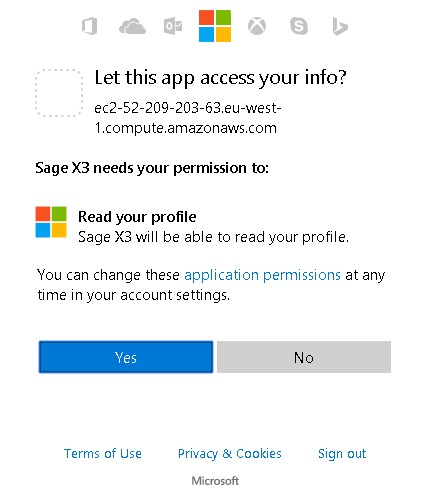 Let this app access your info?
ec2-52-209-203-63.eu-west-
1.compute.amazonaws.com
Sage X3 needs your permission to:
Read your profile
Sage X3 will be able to read your profile.
You can change these application permissions at any
time in your account settings.
Yes No
Terms of Use Privacy & Cookies Sign out
Microsoft